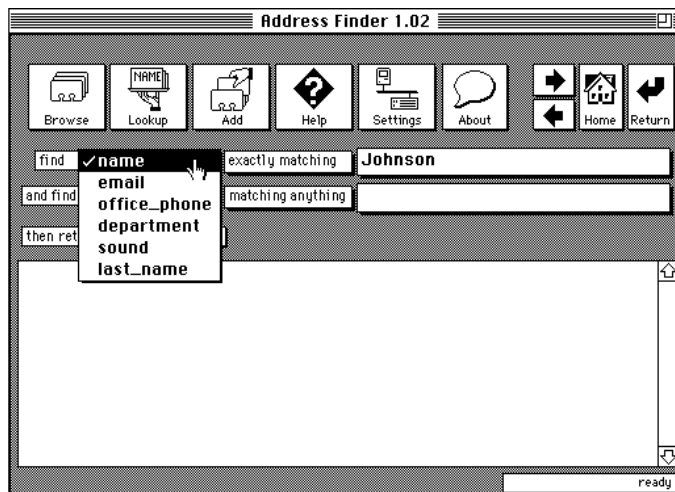 Address Finder 1.02
NAME
Browse Lookup Add Help Settings About Home Return
find ✓name exactly matching Johnson
email
and find matching anything
office_phone
department
then ret
sound
last_name
ready